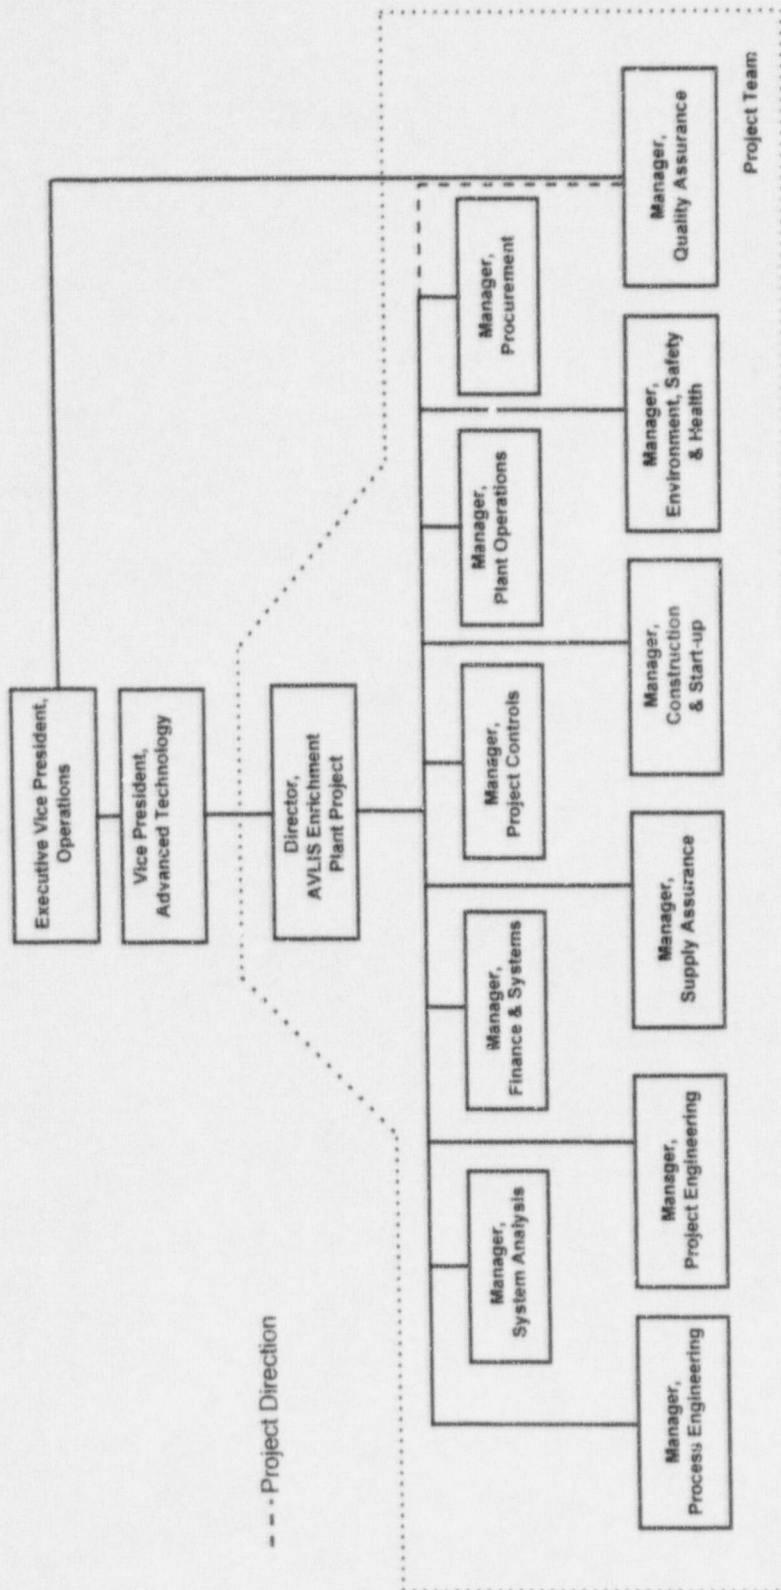 Executive Vice President,
Operations
Vice President,
Advanced Technology
Director,
AVLIS Enrichment
Plant Project
- - - Project Direction
Manager,
System Analysis
Manager,
Finance & Systems
Manager,
Project Controls
Manager,
Plant Operations
Manager,
Procurement
Manager,
Process Engineering
Manager,
Project Engineering
Manager,
Supply Assurance
Manager,
Construction
& Start-up
Manager,
Environment, Safety
& Health
Manager,
Quality Assurance
Project Team